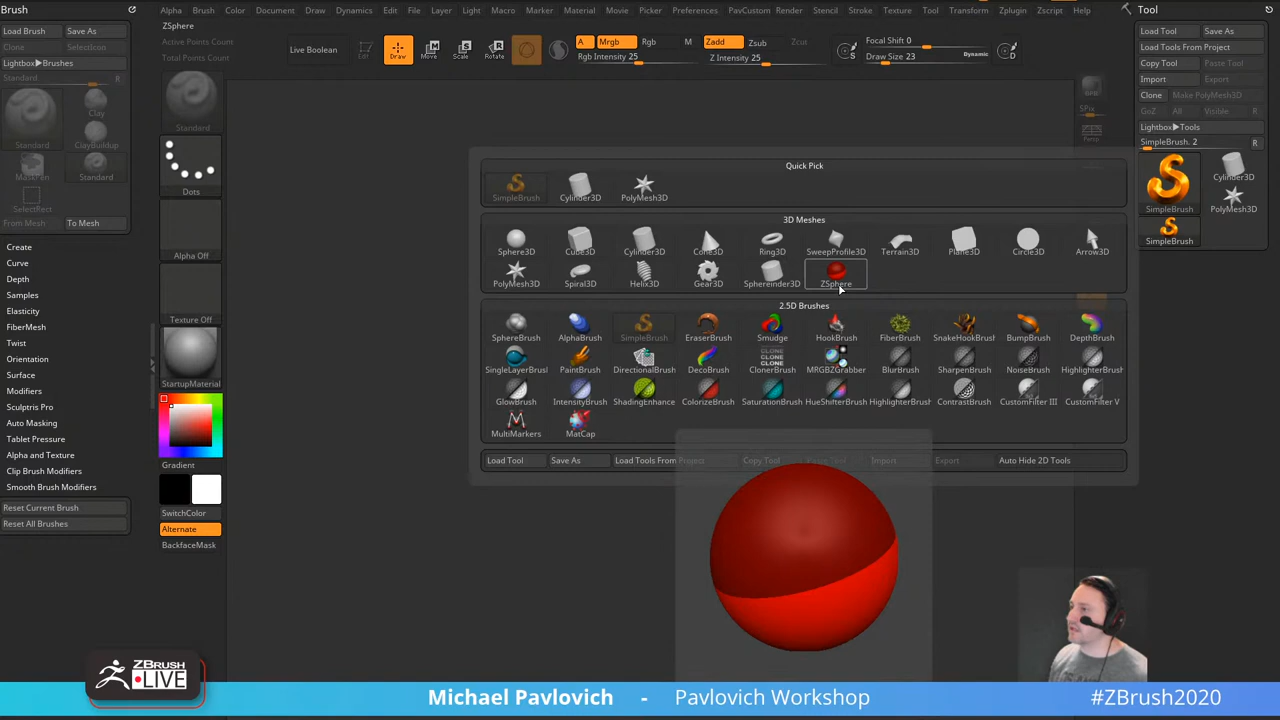 Brush
Load Brush Save As
Clone SelectIcon
Lightbox▶Brushes
Standard R
Standard Clay
ClayBuildup
MaskPen Standard
SelectRect
From Mesh To Mesh
Create
Curve
Depth
Samples
Elasticity
FiberMesh
Twist
Orientation
Surface
Modifiers
Sculptris Pro
Auto Masking
Tablet Pressure
Alpha and Texture
Clip Brush Modifiers
Smooth Brush Modifiers
Reset Current Brush
Reset All Brushes
Alpha Brush Color Document Draw Dynamics Edit File Layer Light Macro Marker Material Movie Picker Preferences PavCustom Render Stencil Stroke Texture Tool Transform Zplugin Zscript Help
ZSphere
Active Points Count
Total Points Count
Live Boolean Edit Draw Move Scale Rotate
A Mrgb Rgb M Zadd Zsub Zcut
Rgb Intensity 25 Z Intensity 25
Focal Shift 0
Draw Size 23 Dynamic
S D
Standard
Dots
Alpha Off
Texture Off
StartupMaterial
Gradient
SwitchColor
Alternate
BackfaceMask
BPR
SPix
Persp
Quick Pick
SimpleBrush Cylinder3D PolyMesh3D
3D Meshes
Sphere3D Cube3D Cylinder3D Cone3D Ring3D SweepProfile3D Terrain3D Plane3D Circle3D Arrow3D
PolyMesh3D Spiral3D Helix3D Gear3D Sphereinder3D ZSphere
2.5D Brushes
SphereBrush AlphaBrush SimpleBrush EraserBrush Smudge HookBrush FiberBrush SnakeHookBrush BumpBrush DepthBrush
SingleLayerBrush PaintBrush DirectionalBrush DecoBrush ClonerBrush MRGBZGrabber BlurBrush SharpenBrush NoiseBrush HighlighterBrush
CLONE
CLONE
CLONE
GlowBrush IntensityBrush ShadingEnhance ColorizeBrush SaturationBrush HueShifterBrush HighlighterBrush ContrastBrush CustomFilter III CustomFilter V
MultiMarkers MatCap
Load Tool Save As Load Tools From Project Copy Tool Paste Tool Import Export Auto Hide 2D Tools
Tool
Load Tool Save As
Load Tools From Project
Copy Tool Paste Tool
Import Export
Clone Make PolyMesh3D
GoZ All Visible R
Lightbox▶Tools
SimpleBrush. 2 R
SimpleBrush Cylinder3D
PolyMesh3D
SimpleBrush
ZBRUSH
LIVE
Michael Pavlovich - Pavlovich Workshop #ZBrush2020